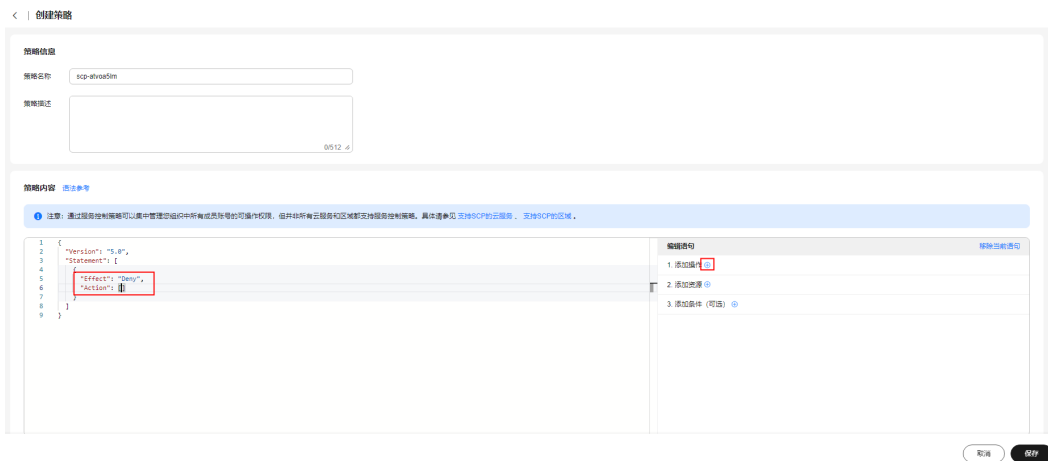 < | 创建策略
策略信息
策略名称 scp-atvoa5im
策略描述
0/512
策略内容 语法参考
注意：通过服务控制策略可以集中管理您组织中所有成员账号的可操作权限，但并非所有云服务和区域都支持服务控制策略。具体请参见 支持SCP的云服务 、 支持SCP的区域 。
1 {
2 "Version": "5.0",
3 "Statement": [
4 {
5 "Effect": "Deny",
6 "Action": []
7 }
8 ]
9 }
编辑语句 移除当前语句
1. 添加操作
2. 添加资源
3. 添加条件（可选）
取消 保存